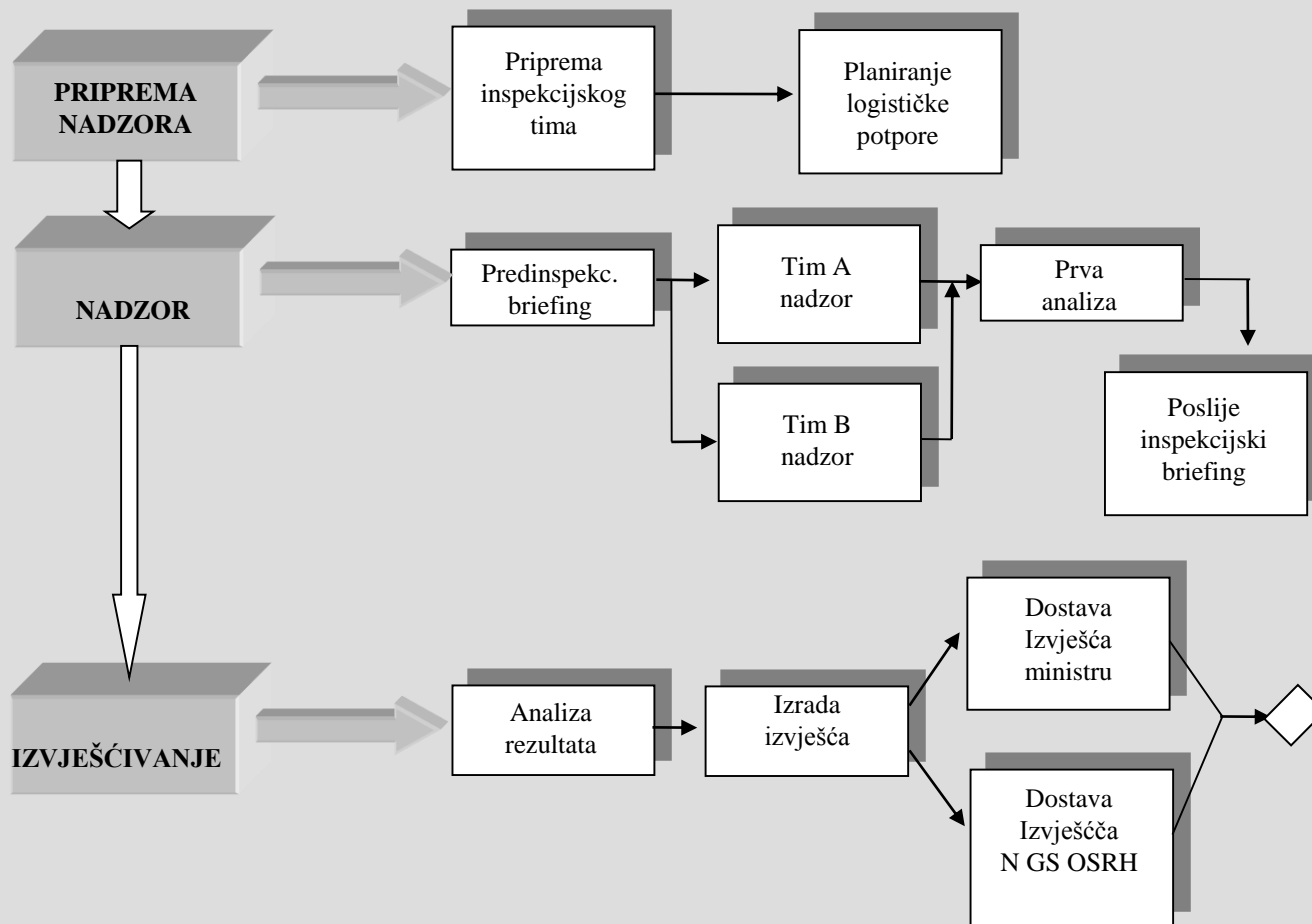 PRIPREMA
NADZORA
Priprema
inspekcijskog
tima
Planiranje
logističke
potpore
NADZOR
Predinspekc.
briefing
Tim A
nadzor
Tim B
nadzor
Prva
analiza
Poslije
inspekcijski
briefing
IZVJEŠĆIVANJE
Analiza
rezultata
Izrada
izvješća
Dostava
Izvješća
ministru
Dostava
Izvješćča
N GS OSRH